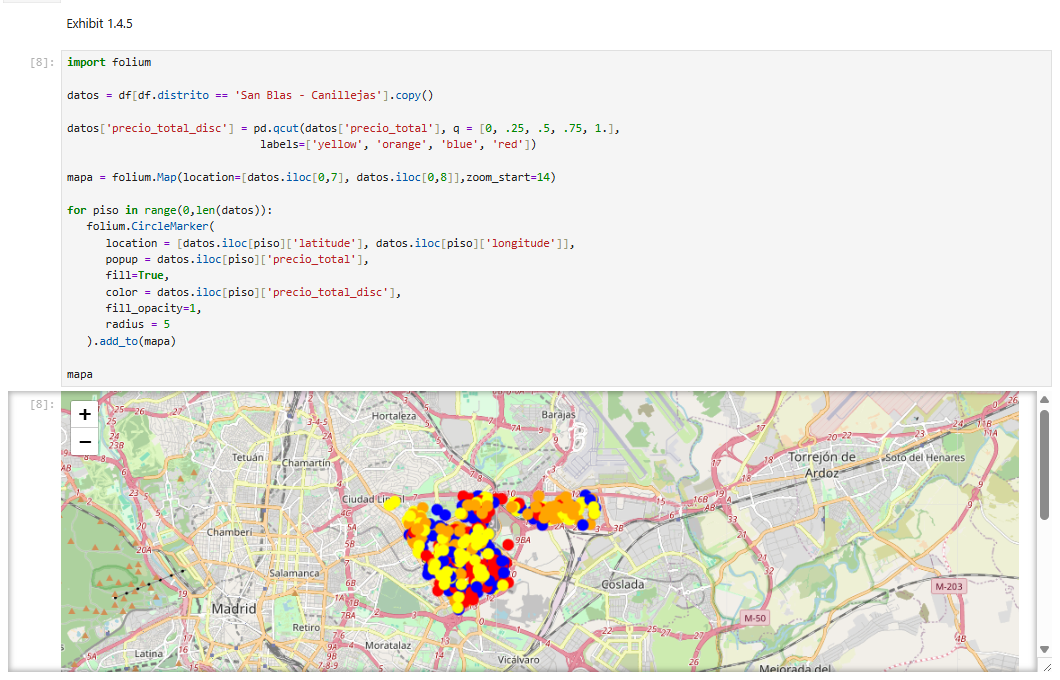 Exhibit 1.4.5
[8]:
import folium
datos = df[df.distrito == 'San Blas - Canillejas'].copy()
datos['precio_total_disc'] = pd.qcut(datos['precio_total'], q = [0, .25, .5, .75, 1.],
labels=['yellow', 'orange', 'blue', 'red'])
mapa = folium.Map(location=[datos.iloc[0,7], datos.iloc[0,8]],zoom_start=14)
for piso in range(0,len(datos)):
folium.CircleMarker(
location = [datos.iloc[piso]['latitude'], datos.iloc[piso]['longitude']],
popup = datos.iloc[piso]['precio_total'],
fill=True,
color = datos.iloc[piso]['precio_total_disc'],
fill_opacity=1,
radius = 5
).add_to(mapa)
mapa
[8]:
+
−
Hortaleza
Barajas
Tetuán
Chamartín
Torrejón de
Ardoz
Soto del Henares
Ciudad Lineal
Chamberí
Salamanca
Coslada
M-203
Madrid
M-50
Retiro
Moratalaz
Latina
Vicálvaro
Mejorada del